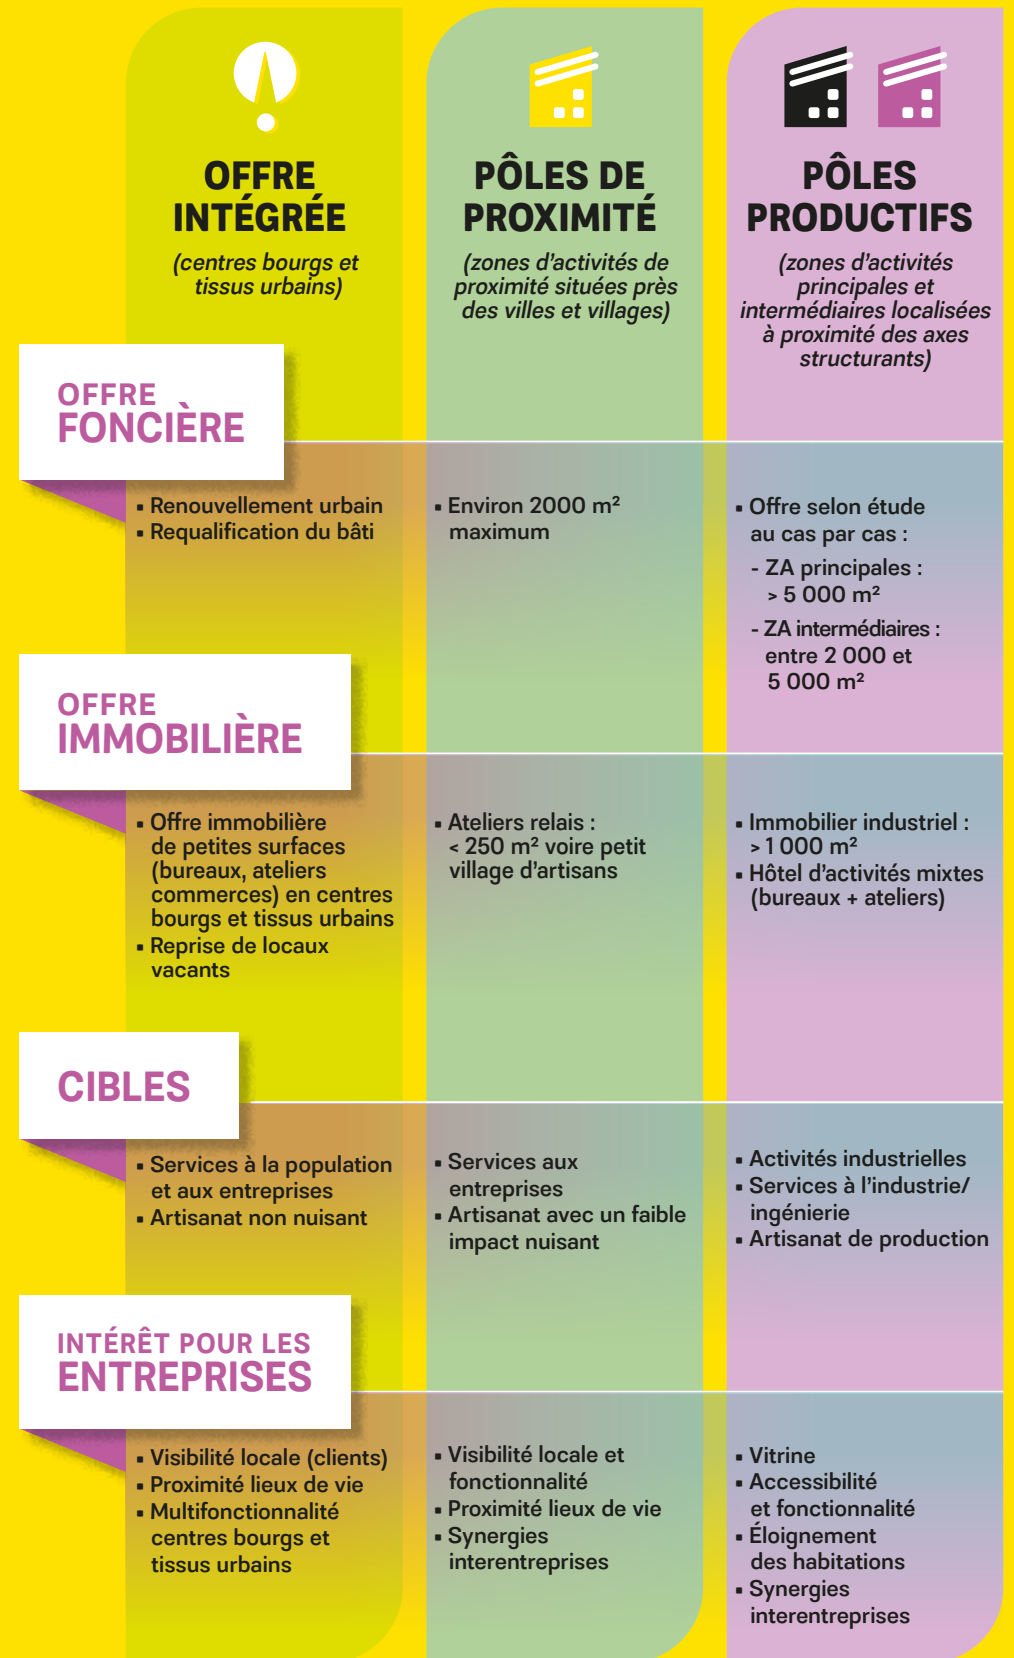 OFFRE
INTÉGRÉE
(centres bourgs et
tissus urbains)
PÔLES DE
PROXIMITÉ
(zones d'activités de
proximité situées près
des villes et villages)
PÔLES
PRODUCTIFS
(zones d'activités
principales et
intermédiaires localisées
à proximité des axes
structurants)
OFFRE
FONCIÈRE
▪ Renouvellement urbain
▪ Requalification du bâti
▪ Environ 2000 m²
maximum
▪ Offre selon étude
au cas par cas :
- ZA principales :
> 5 000 m²
- ZA intermédiaires :
entre 2 000 et
5 000 m²
OFFRE
IMMOBILIÈRE
▪ Offre immobilière
de petites surfaces
(bureaux, ateliers
commerces) en centres
bourgs et tissus urbains
▪ Reprise de locaux
vacants
▪ Ateliers relais :
< 250 m² voire petit
village d'artisans
▪ Immobilier industriel :
> 1 000 m²
▪ Hôtel d'activités mixtes
(bureaux + ateliers)
CIBLES
▪ Services à la population
et aux entreprises
▪ Artisanat non nuisant
▪ Services aux
entreprises
▪ Artisanat avec un faible
impact nuisant
▪ Activités industrielles
▪ Services à l'industrie/
ingénierie
▪ Artisanat de production
INTÉRÊT POUR LES
ENTREPRISES
▪ Visibilité locale (clients)
▪ Proximité lieux de vie
▪ Multifonctionnalité
centres bourgs et
tissus urbains
▪ Visibilité locale et
fonctionnalité
▪ Proximité lieux de vie
▪ Synergies
interentreprises
▪ Vitrine
▪ Accessibilité
et fonctionnalité
▪ Éloignement
des habitations
▪ Synergies
interentreprises